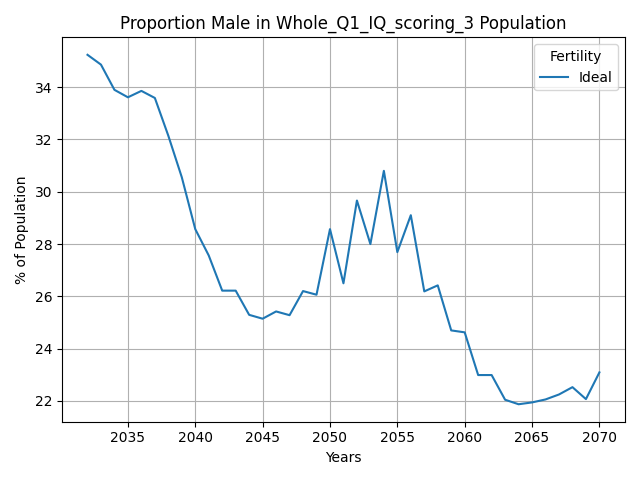 Proportion Male in Whole_Q1_IQ_scoring_3 Population
Fertility
Ideal
% of Population
34
32
30
28
26
24
22
2035 2040 2045 2050 2055 2060 2065 2070
Years